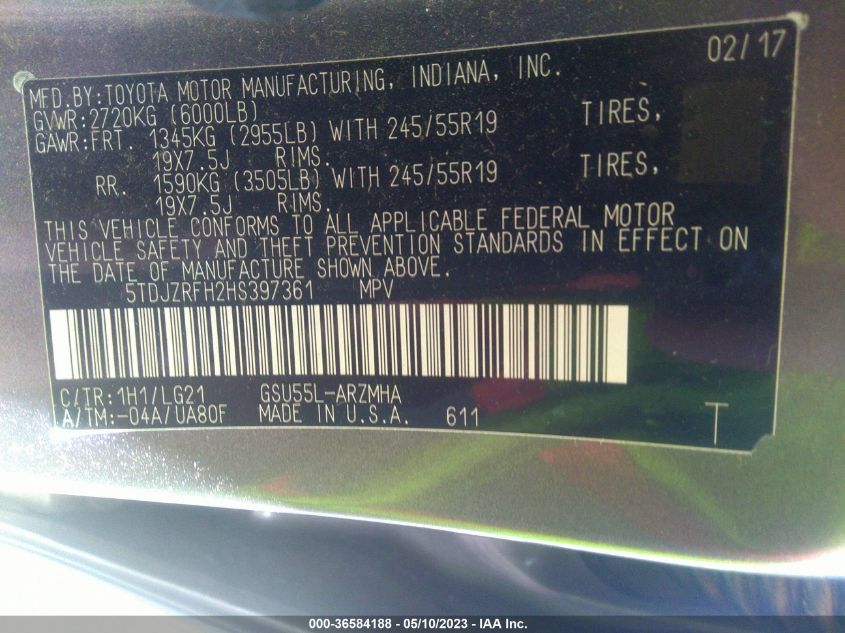 02/17
MFD.BY:TOYOTA MOTOR MANUFACTURING, INDIANA, INC.
GVWR:2720KG (6000LB)
GAWR:FRT. 1345KG (2955LB) WITH 245/55R19 TIRES,
19X7.5J RIMS.
RR. 1590KG (3505LB) WITH 245/55R19 TIRES,
19X7.5J RIMS.
THIS VEHICLE CONFORMS TO ALL APPLICABLE FEDERAL MOTOR
VEHICLE SAFETY AND THEFT PREVENTION STANDARDS IN EFFECT ON
THE DATE OF MANUFACTURE SHOWN ABOVE.
5TDJZRFH2HS397361 MPV
C/TR:1H1/LG21 GSU55L-ARZMHA
A/TM:-04A/UA80F MADE IN U.S.A. 611
T
000-36584188 - 05/10/2023 - IAA Inc.